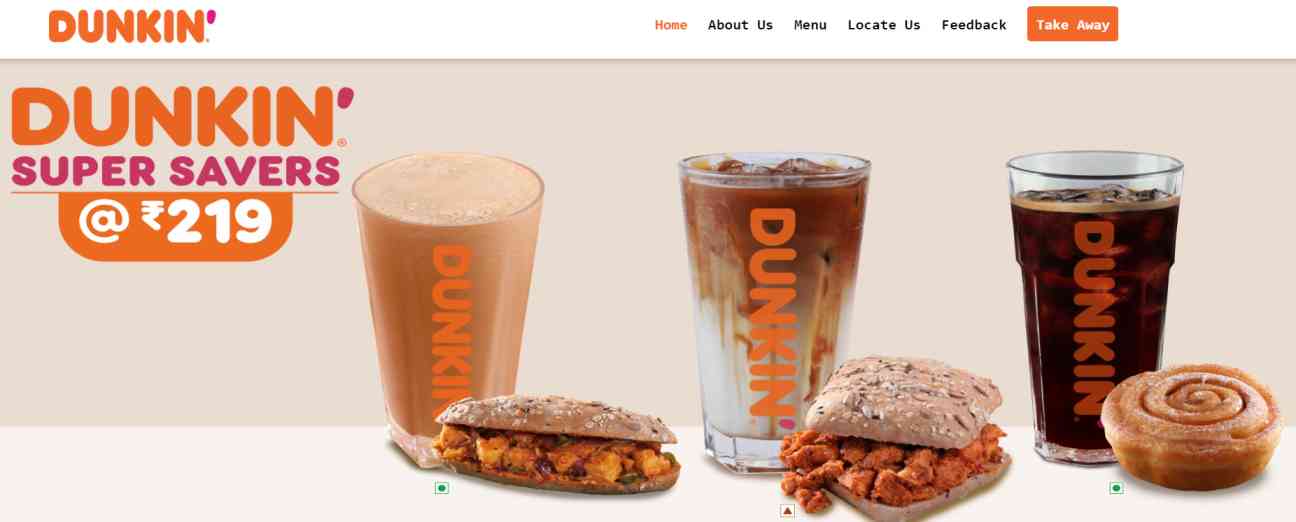 DUNKIN'
Home About Us Menu Locate Us Feedback Take Away
DUNKIN'®
SUPER SAVERS
@ ₹219
DUNKIN
DUNKIN'
DUNKIN'